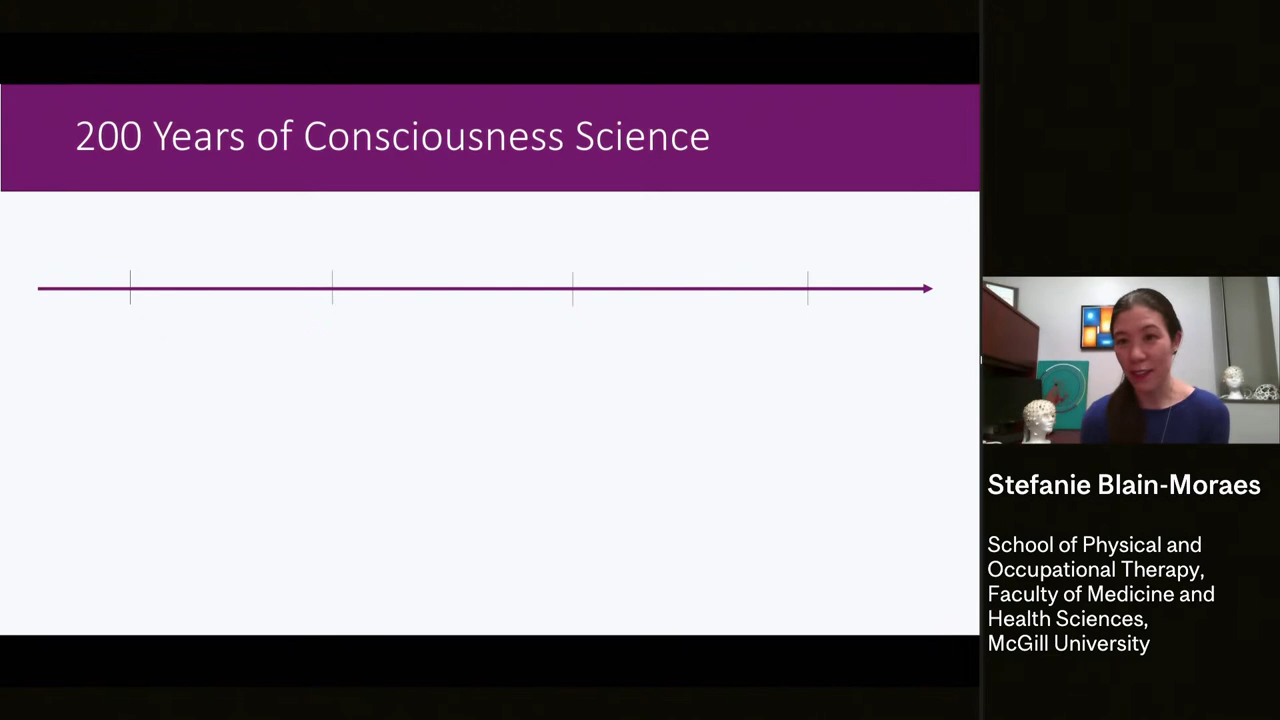 200 Years of Consciousness Science
Stefanie Blain-Moraes
School of Physical and
Occupational Therapy,
Faculty of Medicine and
Health Sciences,
McGill University